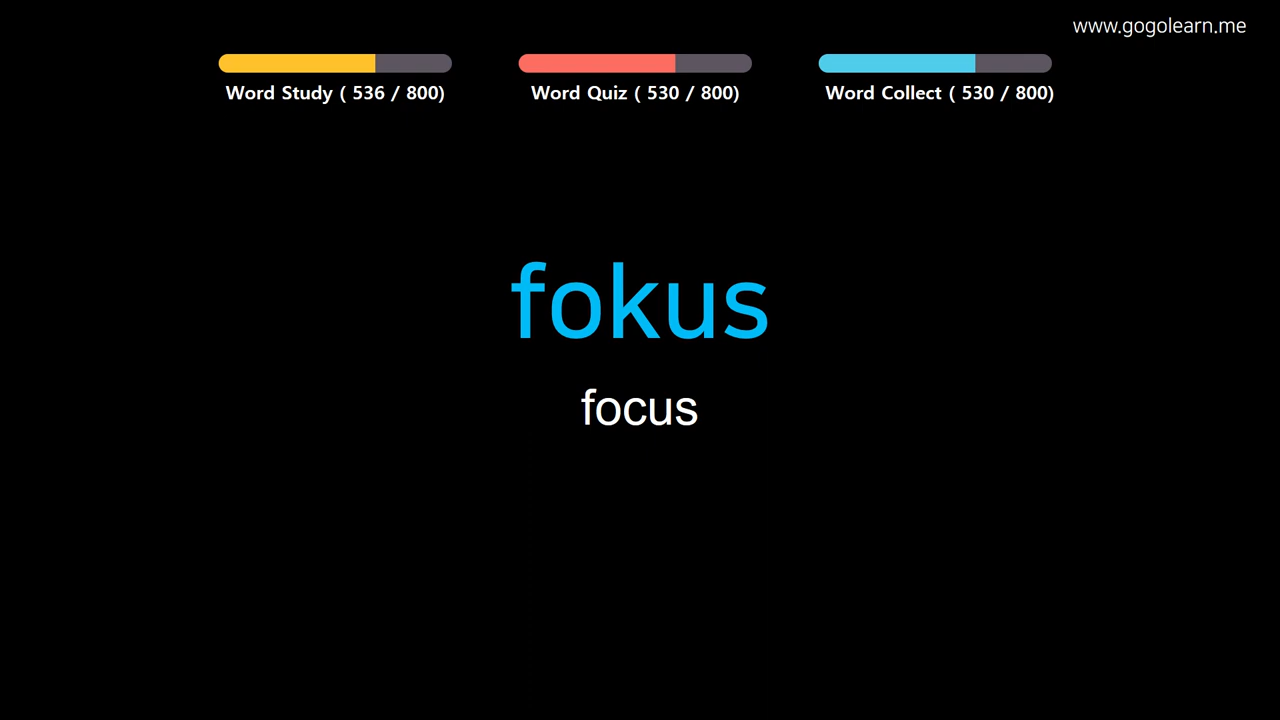 www.gogolearn.me
Word Study ( 536 / 800)
Word Quiz ( 530 / 800)
Word Collect ( 530 / 800)
fokus
focus